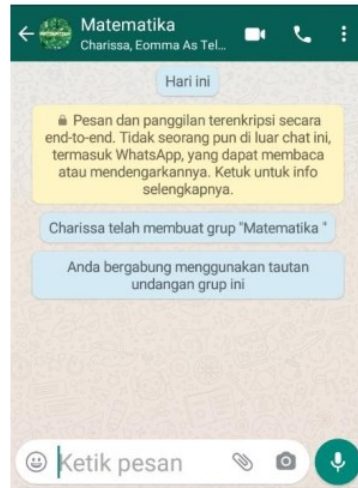 Matematika
Charissa, Eomma As Tel...
Hari ini
Pesan dan panggilan terenkripsi secara
end-to-end. Tidak seorang pun di luar chat ini,
termasuk WhatsApp, yang dapat membaca
atau mendengarkannya. Ketuk untuk info
selengkapnya.
Charissa telah membuat grup "Matematika "
Anda bergabung menggunakan tautan
undangan grup ini
Ketik pesan